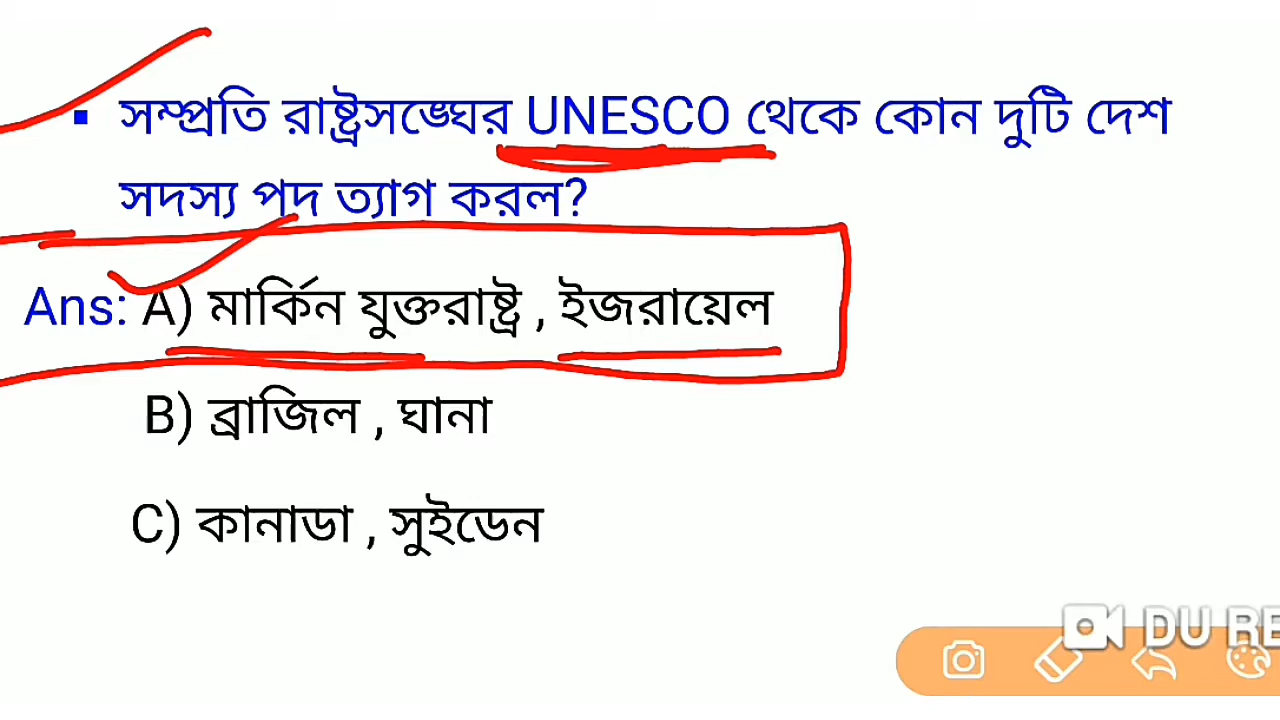 ▪ সম্প্রতি রাষ্ট্রসঙ্ঘের UNESCO থেকে কোন দুটি দেশ
সদস্য পদ ত্যাগ করল?
Ans: A) মার্কিন যুক্তরাষ্ট্র , ইজরায়েল
B) ব্রাজিল , ঘানা
C) কানাডা , সুইডেন
DU RE